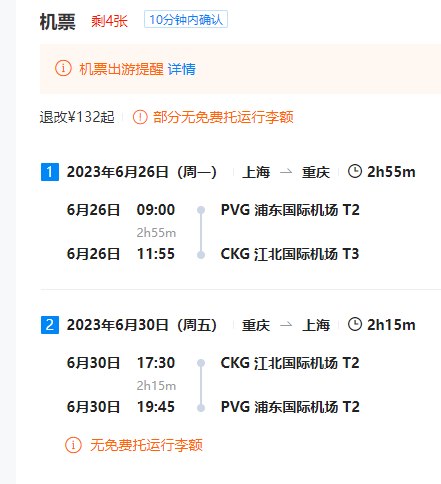 机票 剩4张 10分钟内确认
机票出游提醒 详情
退改¥132起 部分无免费托运行李额
1 2023年6月26日（周一） 上海 → 重庆 2h55m
6月26日 09:00 PVG 浦东国际机场 T2
2h55m
6月26日 11:55 CKG 江北国际机场 T3
2 2023年6月30日（周五） 重庆 → 上海 2h15m
6月30日 17:30 CKG 江北国际机场 T2
2h15m
6月30日 19:45 PVG 浦东国际机场 T2
无免费托运行李额